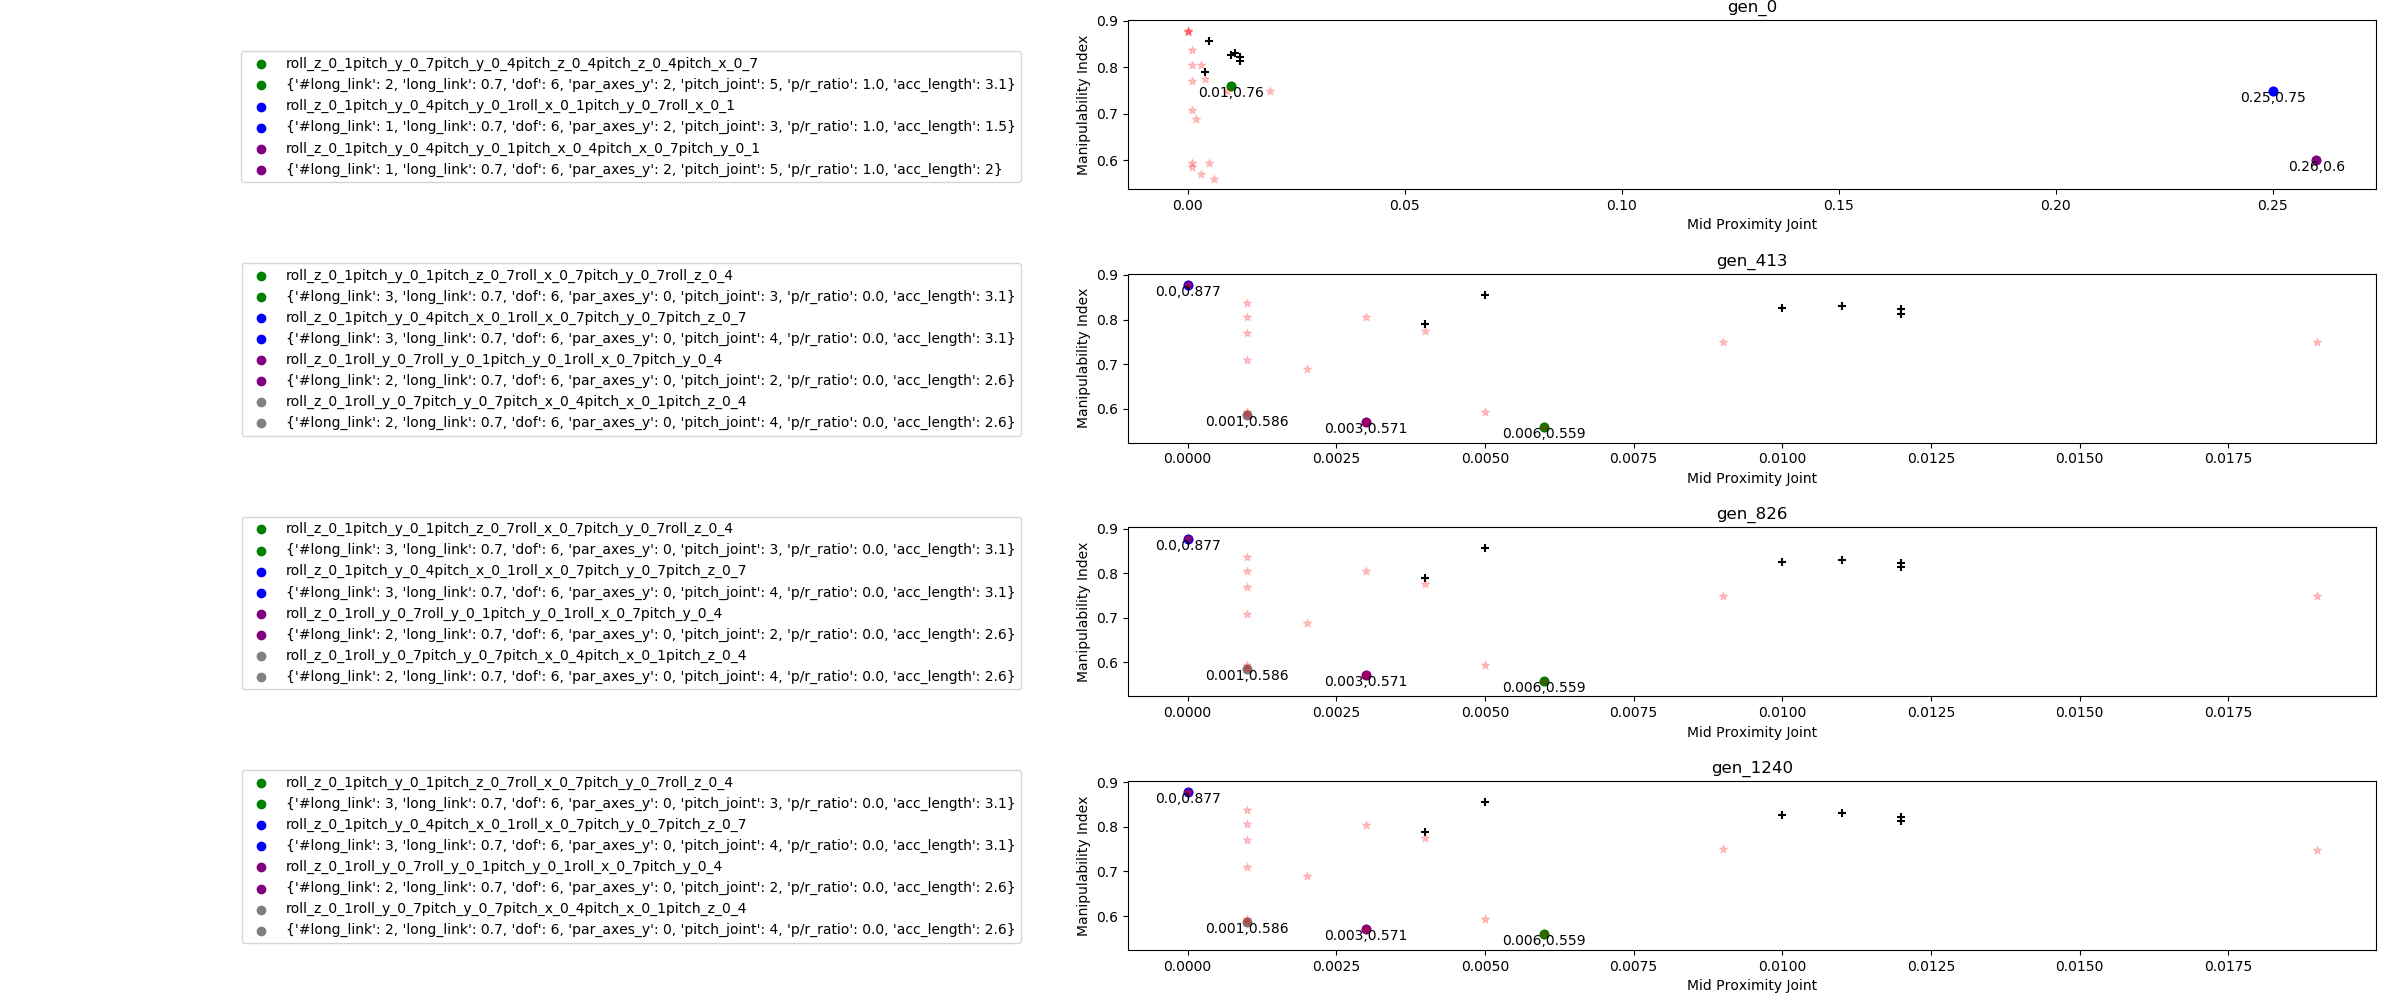 roll_z_0_1pitch_y_0_7pitch_y_0_4pitch_z_0_4pitch_z_0_4pitch_x_0_7
{'#long_link': 2, 'long_link': 0.7, 'dof': 6, 'par_axes_y': 2, 'pitch_joint': 5, 'p/r_ratio': 1.0, 'acc_length': 3.1}
roll_z_0_1pitch_y_0_4pitch_y_0_1roll_x_0_1pitch_y_0_7roll_x_0_1
{'#long_link': 1, 'long_link': 0.7, 'dof': 6, 'par_axes_y': 2, 'pitch_joint': 3, 'p/r_ratio': 1.0, 'acc_length': 1.5}
roll_z_0_1pitch_y_0_4pitch_y_0_1pitch_x_0_4pitch_x_0_7pitch_y_0_1
{'#long_link': 1, 'long_link': 0.7, 'dof': 6, 'par_axes_y': 2, 'pitch_joint': 5, 'p/r_ratio': 1.0, 'acc_length': 2}
gen_0
Manipulability Index
0.9
0.8
0.7
0.6
0.01,0.76
0.25,0.75
0.26,0.6
0.00 0.05 0.10 0.15 0.20 0.25
Mid Proximity Joint
roll_z_0_1pitch_y_0_1pitch_z_0_7roll_x_0_7pitch_y_0_7roll_z_0_4
{'#long_link': 3, 'long_link': 0.7, 'dof': 6, 'par_axes_y': 0, 'pitch_joint': 3, 'p/r_ratio': 0.0, 'acc_length': 3.1}
roll_z_0_1pitch_y_0_4pitch_x_0_1roll_x_0_7pitch_y_0_7pitch_z_0_7
{'#long_link': 3, 'long_link': 0.7, 'dof': 6, 'par_axes_y': 0, 'pitch_joint': 4, 'p/r_ratio': 0.0, 'acc_length': 3.1}
roll_z_0_1roll_y_0_7roll_y_0_1pitch_y_0_1roll_x_0_7pitch_y_0_4
{'#long_link': 2, 'long_link': 0.7, 'dof': 6, 'par_axes_y': 0, 'pitch_joint': 2, 'p/r_ratio': 0.0, 'acc_length': 2.6}
roll_z_0_1roll_y_0_7pitch_y_0_7pitch_x_0_4pitch_x_0_1pitch_z_0_4
{'#long_link': 2, 'long_link': 0.7, 'dof': 6, 'par_axes_y': 0, 'pitch_joint': 4, 'p/r_ratio': 0.0, 'acc_length': 2.6}
gen_413
Manipulability Index
0.9
0.8
0.7
0.6
0.0,0.877
0.001,0.586
0.003,0.571
0.006,0.559
0.0000 0.0025 0.0050 0.0075 0.0100 0.0125 0.0150 0.0175
Mid Proximity Joint
roll_z_0_1pitch_y_0_1pitch_z_0_7roll_x_0_7pitch_y_0_7roll_z_0_4
{'#long_link': 3, 'long_link': 0.7, 'dof': 6, 'par_axes_y': 0, 'pitch_joint': 3, 'p/r_ratio': 0.0, 'acc_length': 3.1}
roll_z_0_1pitch_y_0_4pitch_x_0_1roll_x_0_7pitch_y_0_7pitch_z_0_7
{'#long_link': 3, 'long_link': 0.7, 'dof': 6, 'par_axes_y': 0, 'pitch_joint': 4, 'p/r_ratio': 0.0, 'acc_length': 3.1}
roll_z_0_1roll_y_0_7roll_y_0_1pitch_y_0_1roll_x_0_7pitch_y_0_4
{'#long_link': 2, 'long_link': 0.7, 'dof': 6, 'par_axes_y': 0, 'pitch_joint': 2, 'p/r_ratio': 0.0, 'acc_length': 2.6}
roll_z_0_1roll_y_0_7pitch_y_0_7pitch_x_0_4pitch_x_0_1pitch_z_0_4
{'#long_link': 2, 'long_link': 0.7, 'dof': 6, 'par_axes_y': 0, 'pitch_joint': 4, 'p/r_ratio': 0.0, 'acc_length': 2.6}
gen_826
Manipulability Index
0.9
0.8
0.7
0.6
0.0,0.877
0.001,0.586
0.003,0.571
0.006,0.559
0.0000 0.0025 0.0050 0.0075 0.0100 0.0125 0.0150 0.0175
Mid Proximity Joint
roll_z_0_1pitch_y_0_1pitch_z_0_7roll_x_0_7pitch_y_0_7roll_z_0_4
{'#long_link': 3, 'long_link': 0.7, 'dof': 6, 'par_axes_y': 0, 'pitch_joint': 3, 'p/r_ratio': 0.0, 'acc_length': 3.1}
roll_z_0_1pitch_y_0_4pitch_x_0_1roll_x_0_7pitch_y_0_7pitch_z_0_7
{'#long_link': 3, 'long_link': 0.7, 'dof': 6, 'par_axes_y': 0, 'pitch_joint': 4, 'p/r_ratio': 0.0, 'acc_length': 3.1}
roll_z_0_1roll_y_0_7roll_y_0_1pitch_y_0_1roll_x_0_7pitch_y_0_4
{'#long_link': 2, 'long_link': 0.7, 'dof': 6, 'par_axes_y': 0, 'pitch_joint': 2, 'p/r_ratio': 0.0, 'acc_length': 2.6}
roll_z_0_1roll_y_0_7pitch_y_0_7pitch_x_0_4pitch_x_0_1pitch_z_0_4
{'#long_link': 2, 'long_link': 0.7, 'dof': 6, 'par_axes_y': 0, 'pitch_joint': 4, 'p/r_ratio': 0.0, 'acc_length': 2.6}
gen_1240
Manipulability Index
0.9
0.8
0.7
0.6
0.0,0.877
0.001,0.586
0.003,0.571
0.006,0.559
0.0000 0.0025 0.0050 0.0075 0.0100 0.0125 0.0150 0.0175
Mid Proximity Joint